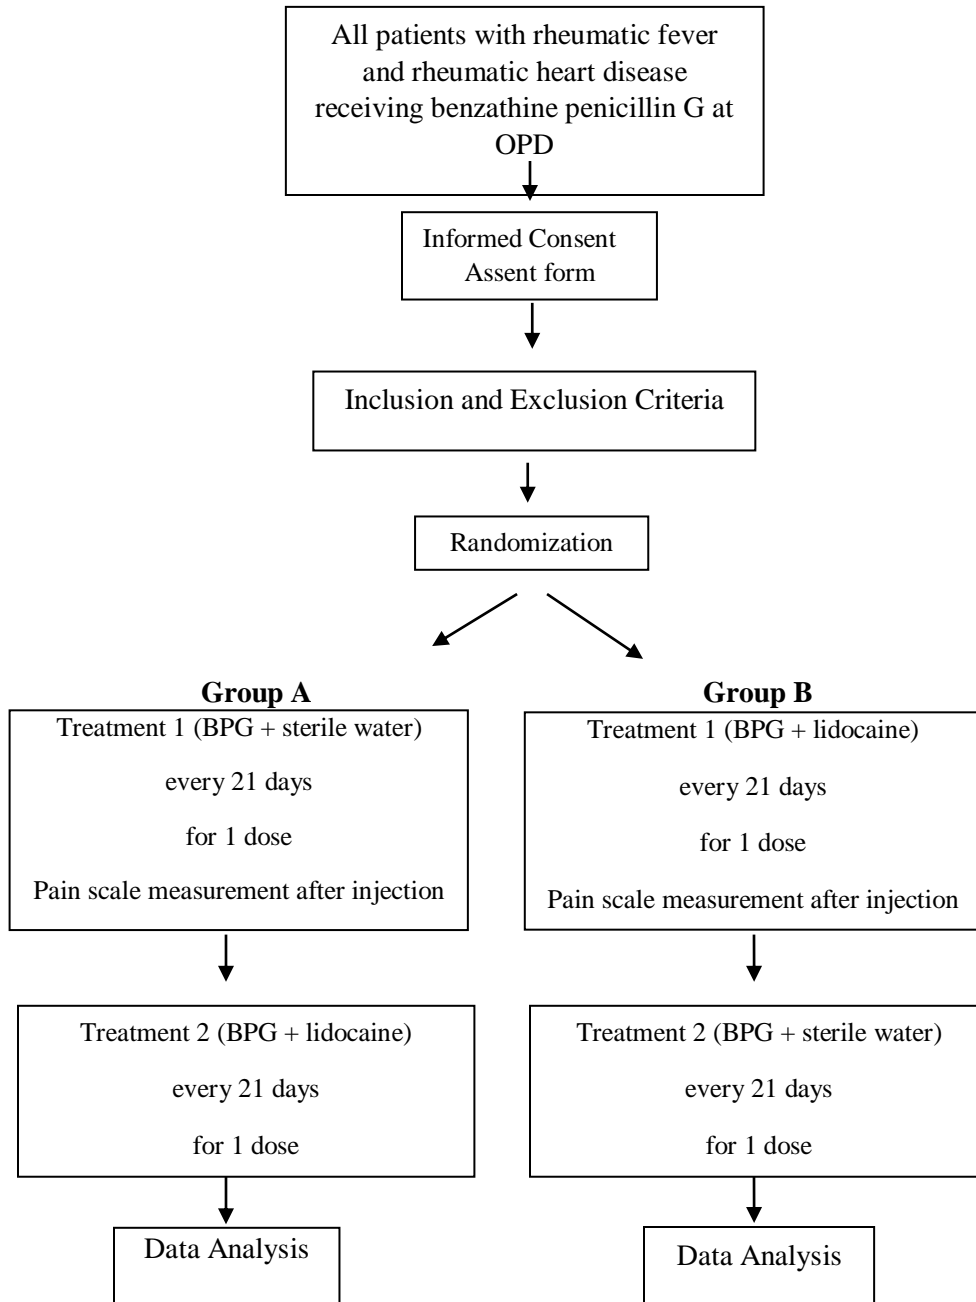 All patients with rheumatic fever
and rheumatic heart disease
receiving benzathine penicillin G at
OPD
Informed Consent
Assent form
Inclusion and Exclusion Criteria
Randomization
Group A
Treatment 1 (BPG + sterile water)
every 21 days
for 1 dose
Pain scale measurement after injection
Treatment 2 (BPG + lidocaine)
every 21 days
for 1 dose
Data Analysis
Group B
Treatment 1 (BPG + lidocaine)
every 21 days
for 1 dose
Pain scale measurement after injection
Treatment 2 (BPG + sterile water)
every 21 days
for 1 dose
Data Analysis